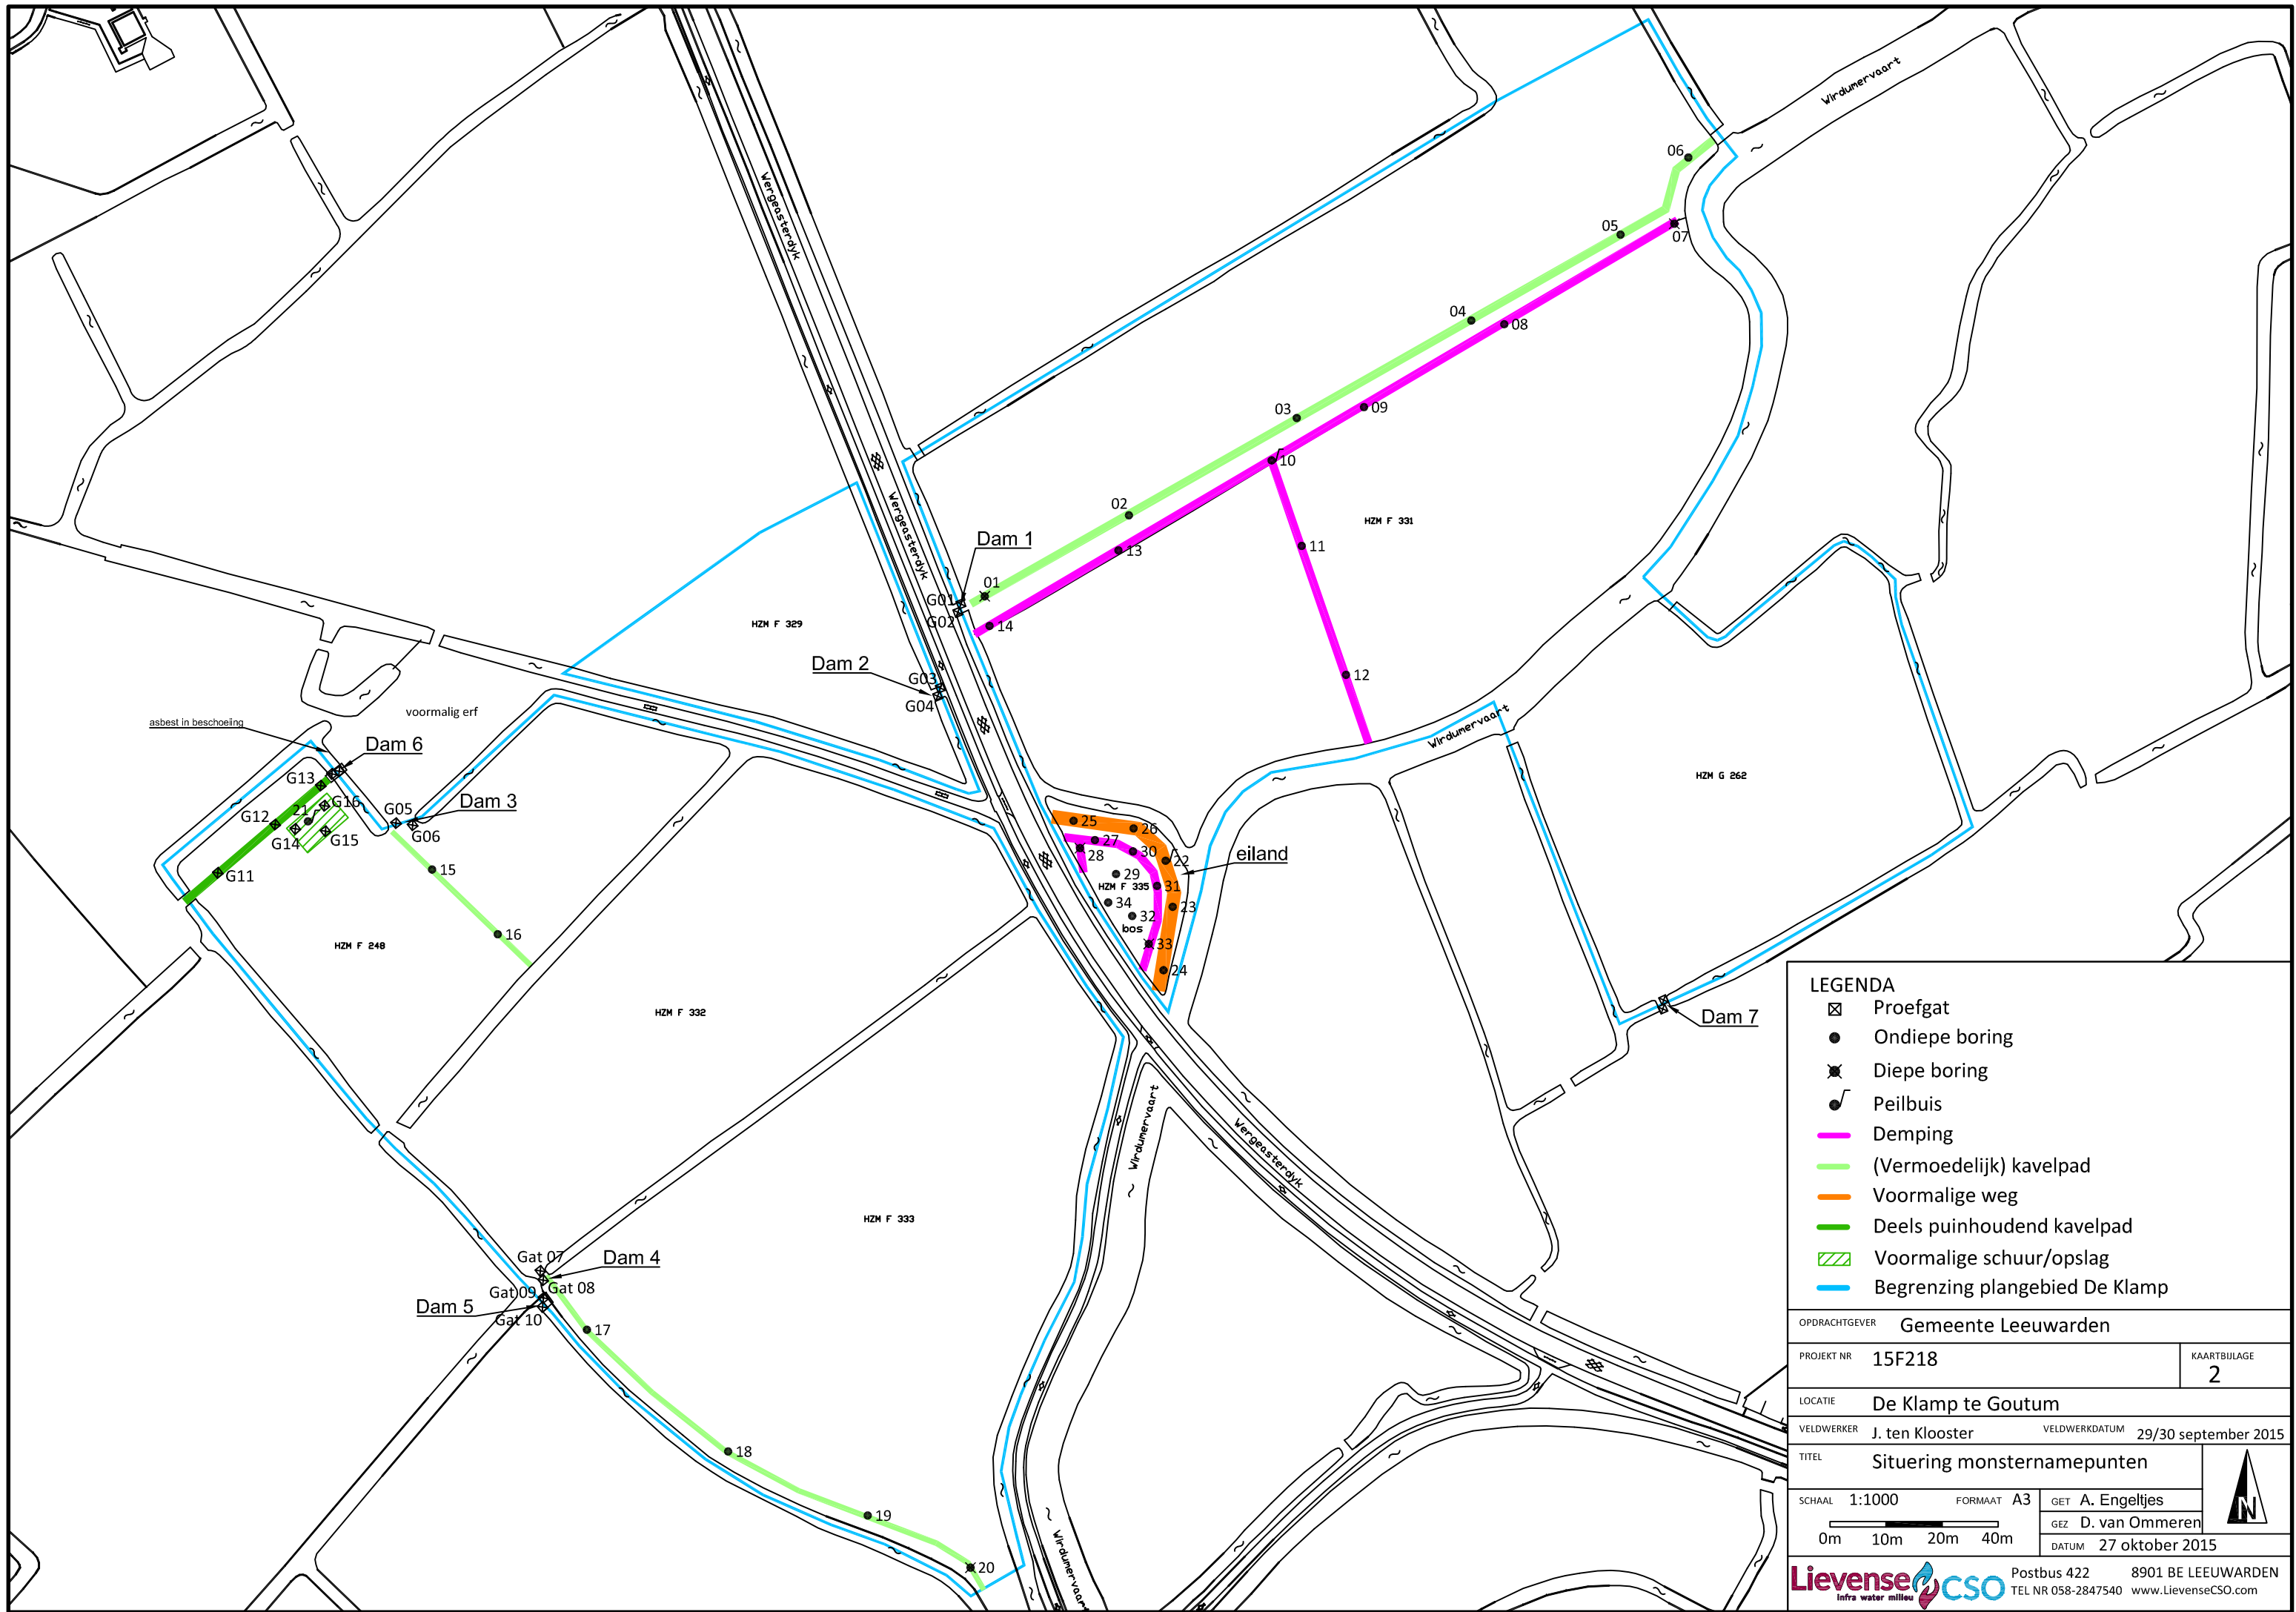 Wirdumervaart
06
Wergeasterdyk
05
07
04
08
03
09
10
Wergeasterdyk
02
HZM F 331
Dam 1
13
11
01
G01
G02
14
HZM F 329
Dam 2
12
G03
G04
voormalig erf
asbest in beschoeiing
Wirdumervaart
Dam 6
HZM G 262
G13
G16
G05
Dam 3
21
G12
G06
G14
G15
25
26
27
30
22
eiland
28
15
G11
29
HZM F 335
31
34
23
32
bos
16
HZM F 248
33
24
HZM F 332
Dam 7
Wirdumervaart
Wergeasterdyk
HZM F 333
Gat 07
Dam 4
Gat 08
Gat 09
Dam 5
Gat 10
17
18
19
20
Wirdumervaart
LEGENDA
Proefgat
Ondiepe boring
Diepe boring
Peilbuis
Demping
(Vermoedelijk) kavelpad
Voormalige weg
Deels puinhoudend kavelpad
Voormalige schuur/opslag
Begrenzing plangebied De Klamp
OPDRACHTGEVER Gemeente Leeuwarden
PROJEKT NR 15F218
KAARTBIJLAGE
2
LOCATIE De Klamp te Goutum
VELDWERKER J. ten Klooster VELDWERKDATUM 29/30 september 2015
TITEL Situering monsternamepunten
SCHAAL 1:1000 FORMAAT A3
GET A. Engeltjes
GEZ D. van Ommeren
0m 10m 20m 40m
DATUM 27 oktober 2015
N
Lievense CSO
infra water milieu
Postbus 422 8901 BE LEEUWARDEN
TEL NR 058-2847540 www.LievenseCSO.com